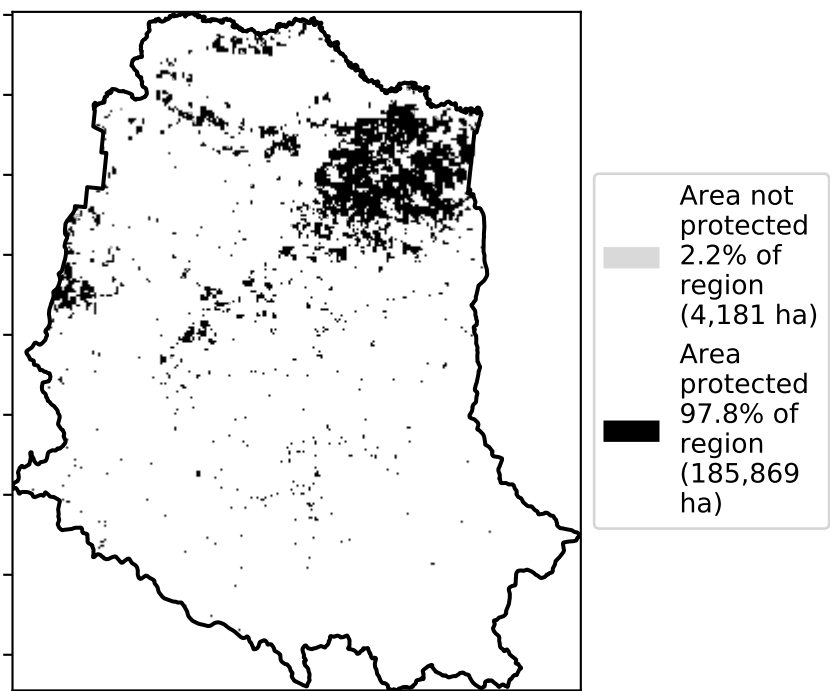 Area not
protected
2.2% of
region
(4,181 ha)
Area
protected
97.8% of
region
(185,869
ha)